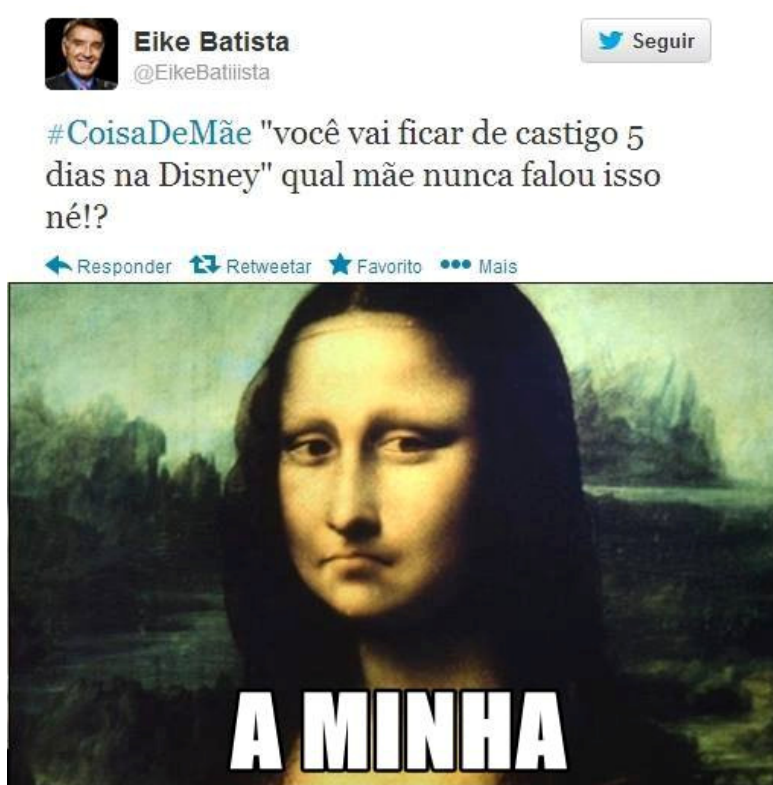 Eike Batista
Seguir
@EikeBatiiista
#CoisaDeMãe "você vai ficar de castigo 5
dias na Disney" qual mãe nunca falou isso
né!?
Responder Retweetar Favorito Mais
A MINHA